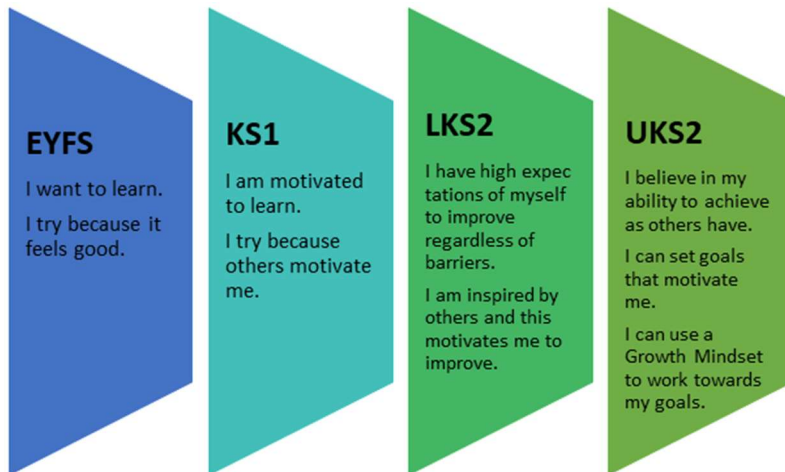 EYFS
I want to learn.
I try because it
feels good.
KS1
I am motivated
to learn.
I try because
others motivate
me.
LKS2
I have high expec
tations of myself
to improve
regardless of
barriers.
I am inspired by
others and this
motivates me to
improve.
UKS2
I believe in my
ability to achieve
as others have.
I can set goals
that motivate
me.
I can use a
Growth Mindset
to work towards
my goals.